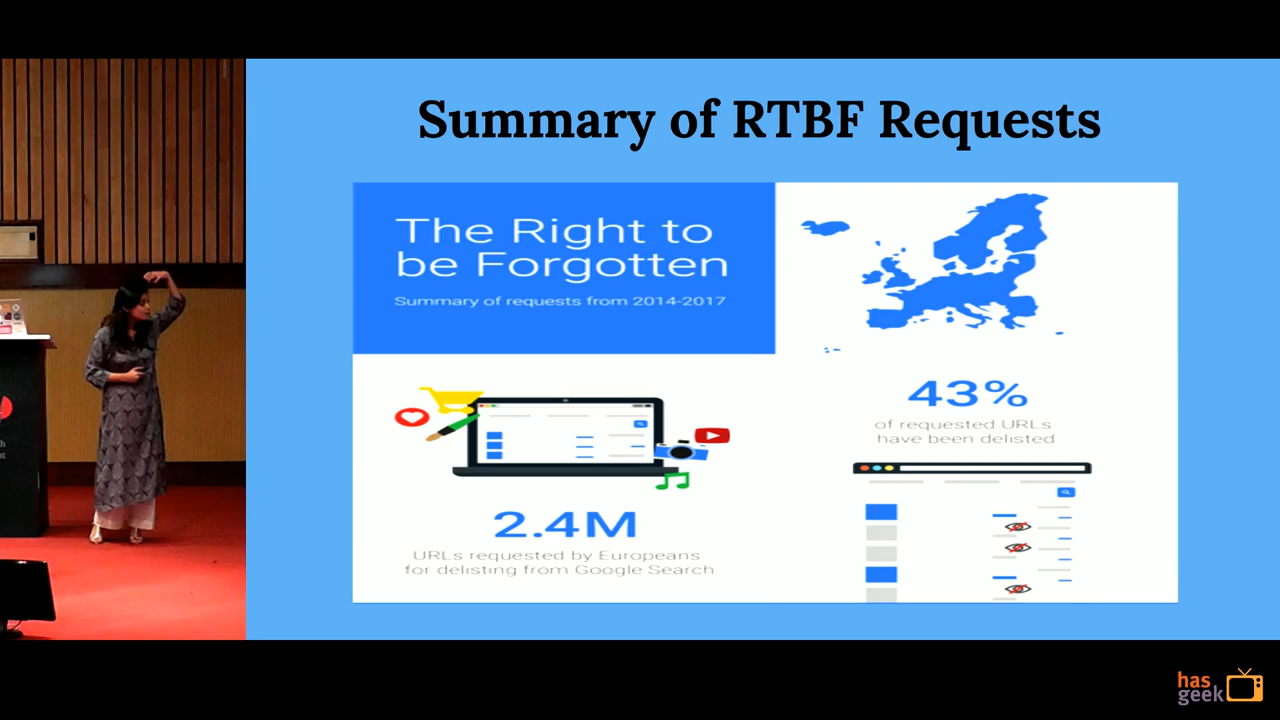 Summary of RTBF Requests
The Right to
be Forgotten
Summary of requests from 2014-2017
43%
of requested URLs
have been delisted
2.4M
URLs requested by Europeans
for delisting from Google Search
has
geek